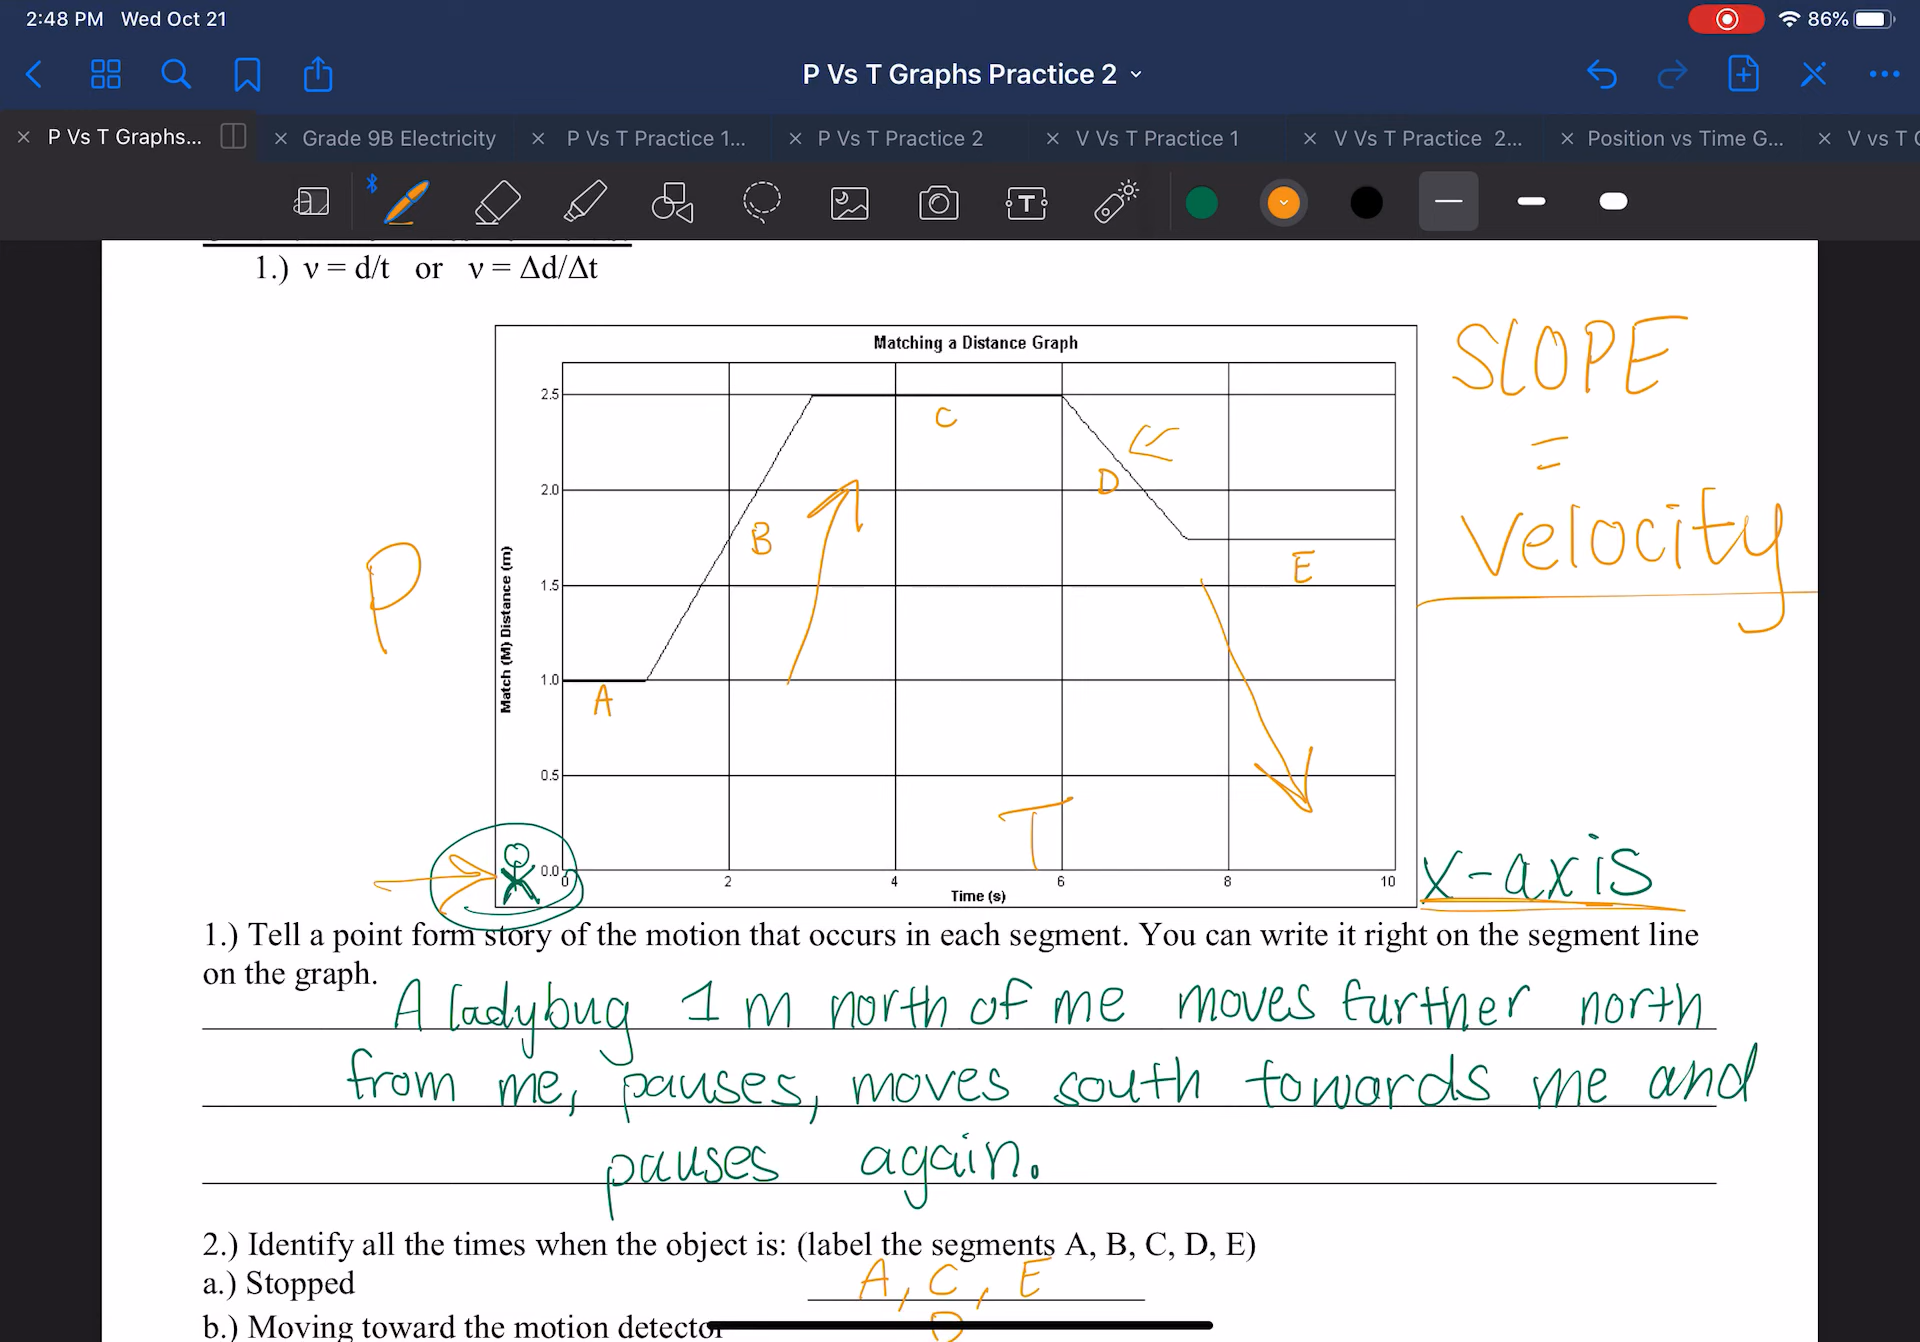 2:48 PM Wed Oct 21
86%
P Vs T Graphs Practice 2
P Vs T Graphs...
Grade 9B Electricity
P Vs T Practice 1...
P Vs T Practice 2
V Vs T Practice 1
V Vs T Practice 2...
Position vs Time G...
V vs T
1.) v = d/t or v = Δd/Δt
Matching a Distance Graph
SLOPE
=
velocity
2.5
2.0
1.5
1.0
0.5
0.0
Match (M) Distance (m)
P
A
B
C
D
E
T
0 2 4 6 8 10
Time (s)
x-axis
1.) Tell a point form story of the motion that occurs in each segment. You can write it right on the segment line
on the graph.
A ladybug 1 m north of me moves further north
from me, pauses, moves south towards me and
pauses again.
2.) Identify all the times when the object is: (label the segments A, B, C, D, E)
a.) Stopped A, C, E
b.) Moving toward the motion detector D